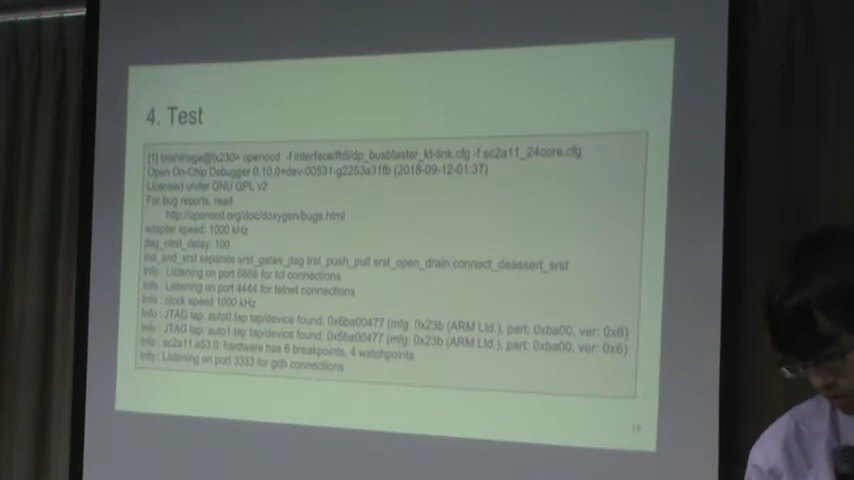 4. Test
[1] tnishinaga@tx230> openocd -f interface/ftdi/dp_busblaster_kt-link.cfg -f sc2a11_24core.cfg
Open On-Chip Debugger 0.10.0+dev-00531-g2253a31fb (2018-09-12-01:37)
Licensed under GNU GPL v2
For bug reports, read
http://openocd.org/doc/doxygen/bugs.html
adapter speed: 1000 kHz
jtag_ntrst_delay: 100
trst_and_srst separate srst_gates_jtag trst_push_pull srst_open_drain connect_deassert_srst
Info : Listening on port 6666 for tcl connections
Info : Listening on port 4444 for telnet connections
Info : clock speed 1000 kHz
Info : JTAG tap: auto0.tap tap/device found: 0x6ba00477 (mfg: 0x23b (ARM Ltd.), part: 0xba00, ver: 0x6)
Info : JTAG tap: auto1.tap tap/device found: 0x6ba00477 (mfg: 0x23b (ARM Ltd.), part: 0xba00, ver: 0x6)
Info : sc2a11.a53.0: hardware has 6 breakpoints, 4 watchpoints
Info : Listening on port 3333 for gdb connections